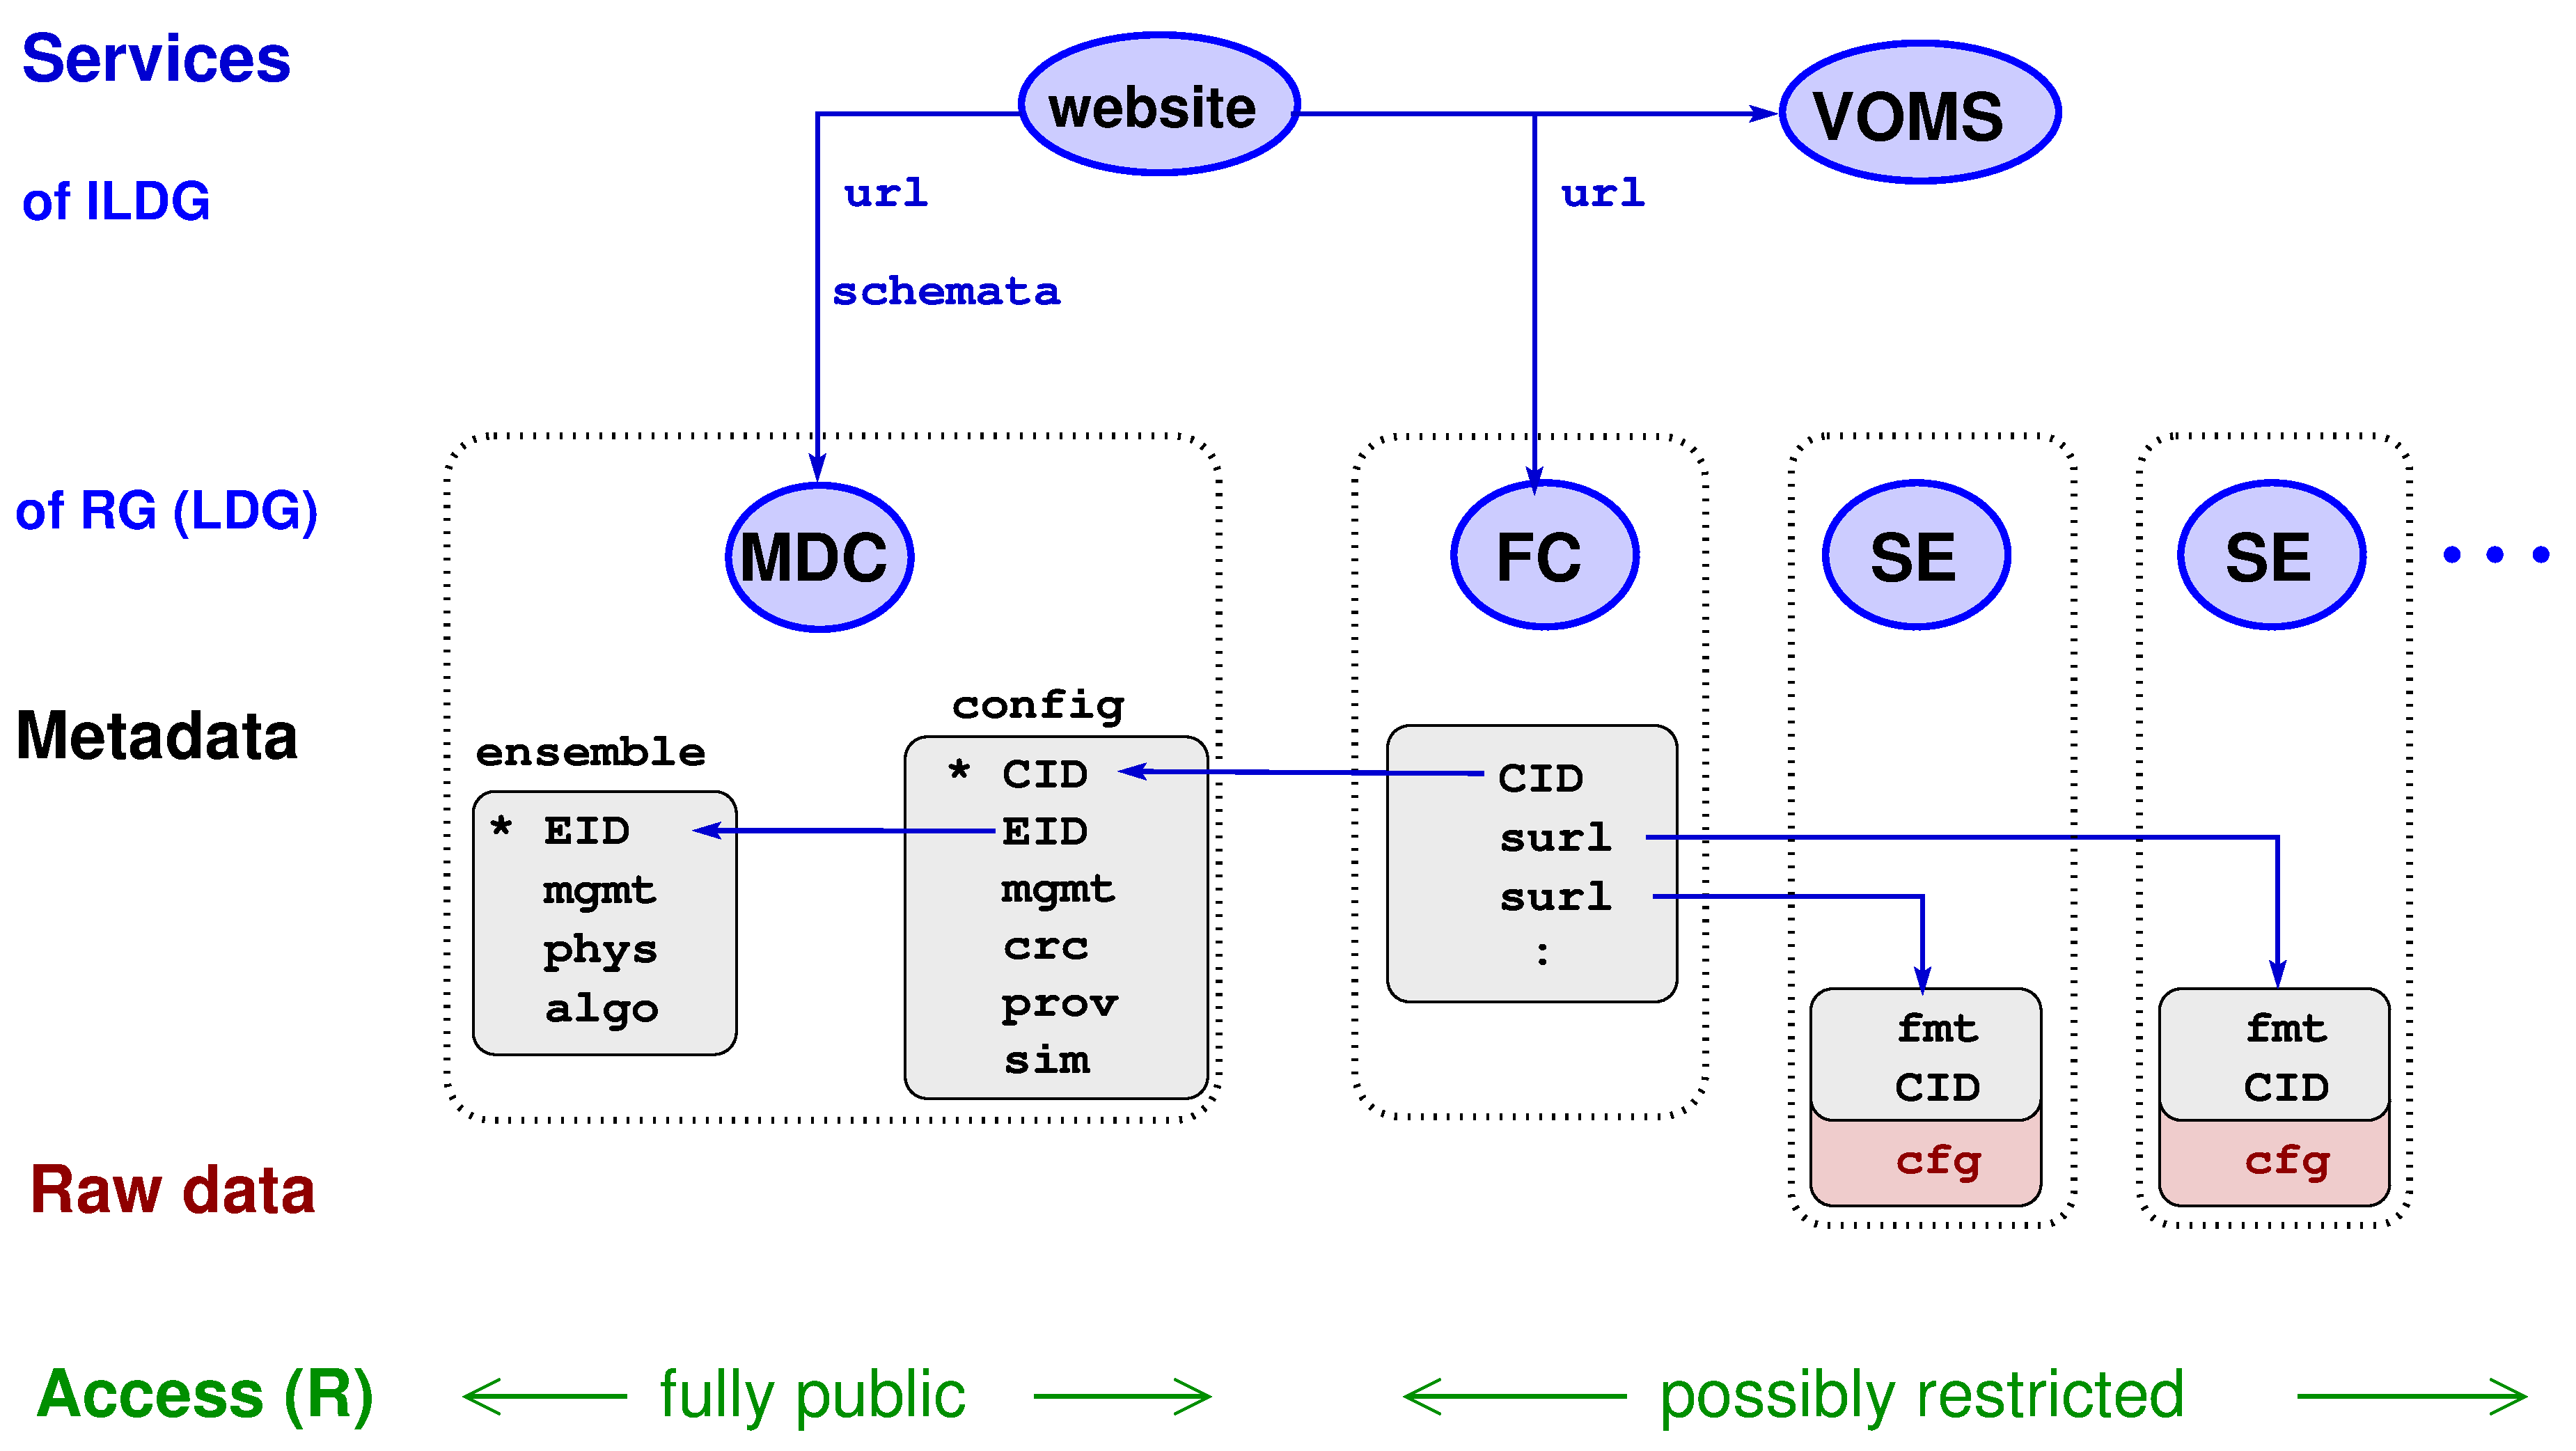 Services
website
VOMS
of ILDG
url
url
schemata
of RG (LDG)
MDC
FC
SE
SE
Metadata
ensemble
* EID
mgmt
phys
algo
config
* CID
EID
mgmt
crc
prov
sim
CID
surl
surl
:
fmt
CID
cfg
fmt
CID
cfg
Raw data
Access (R)
fully public
possibly restricted